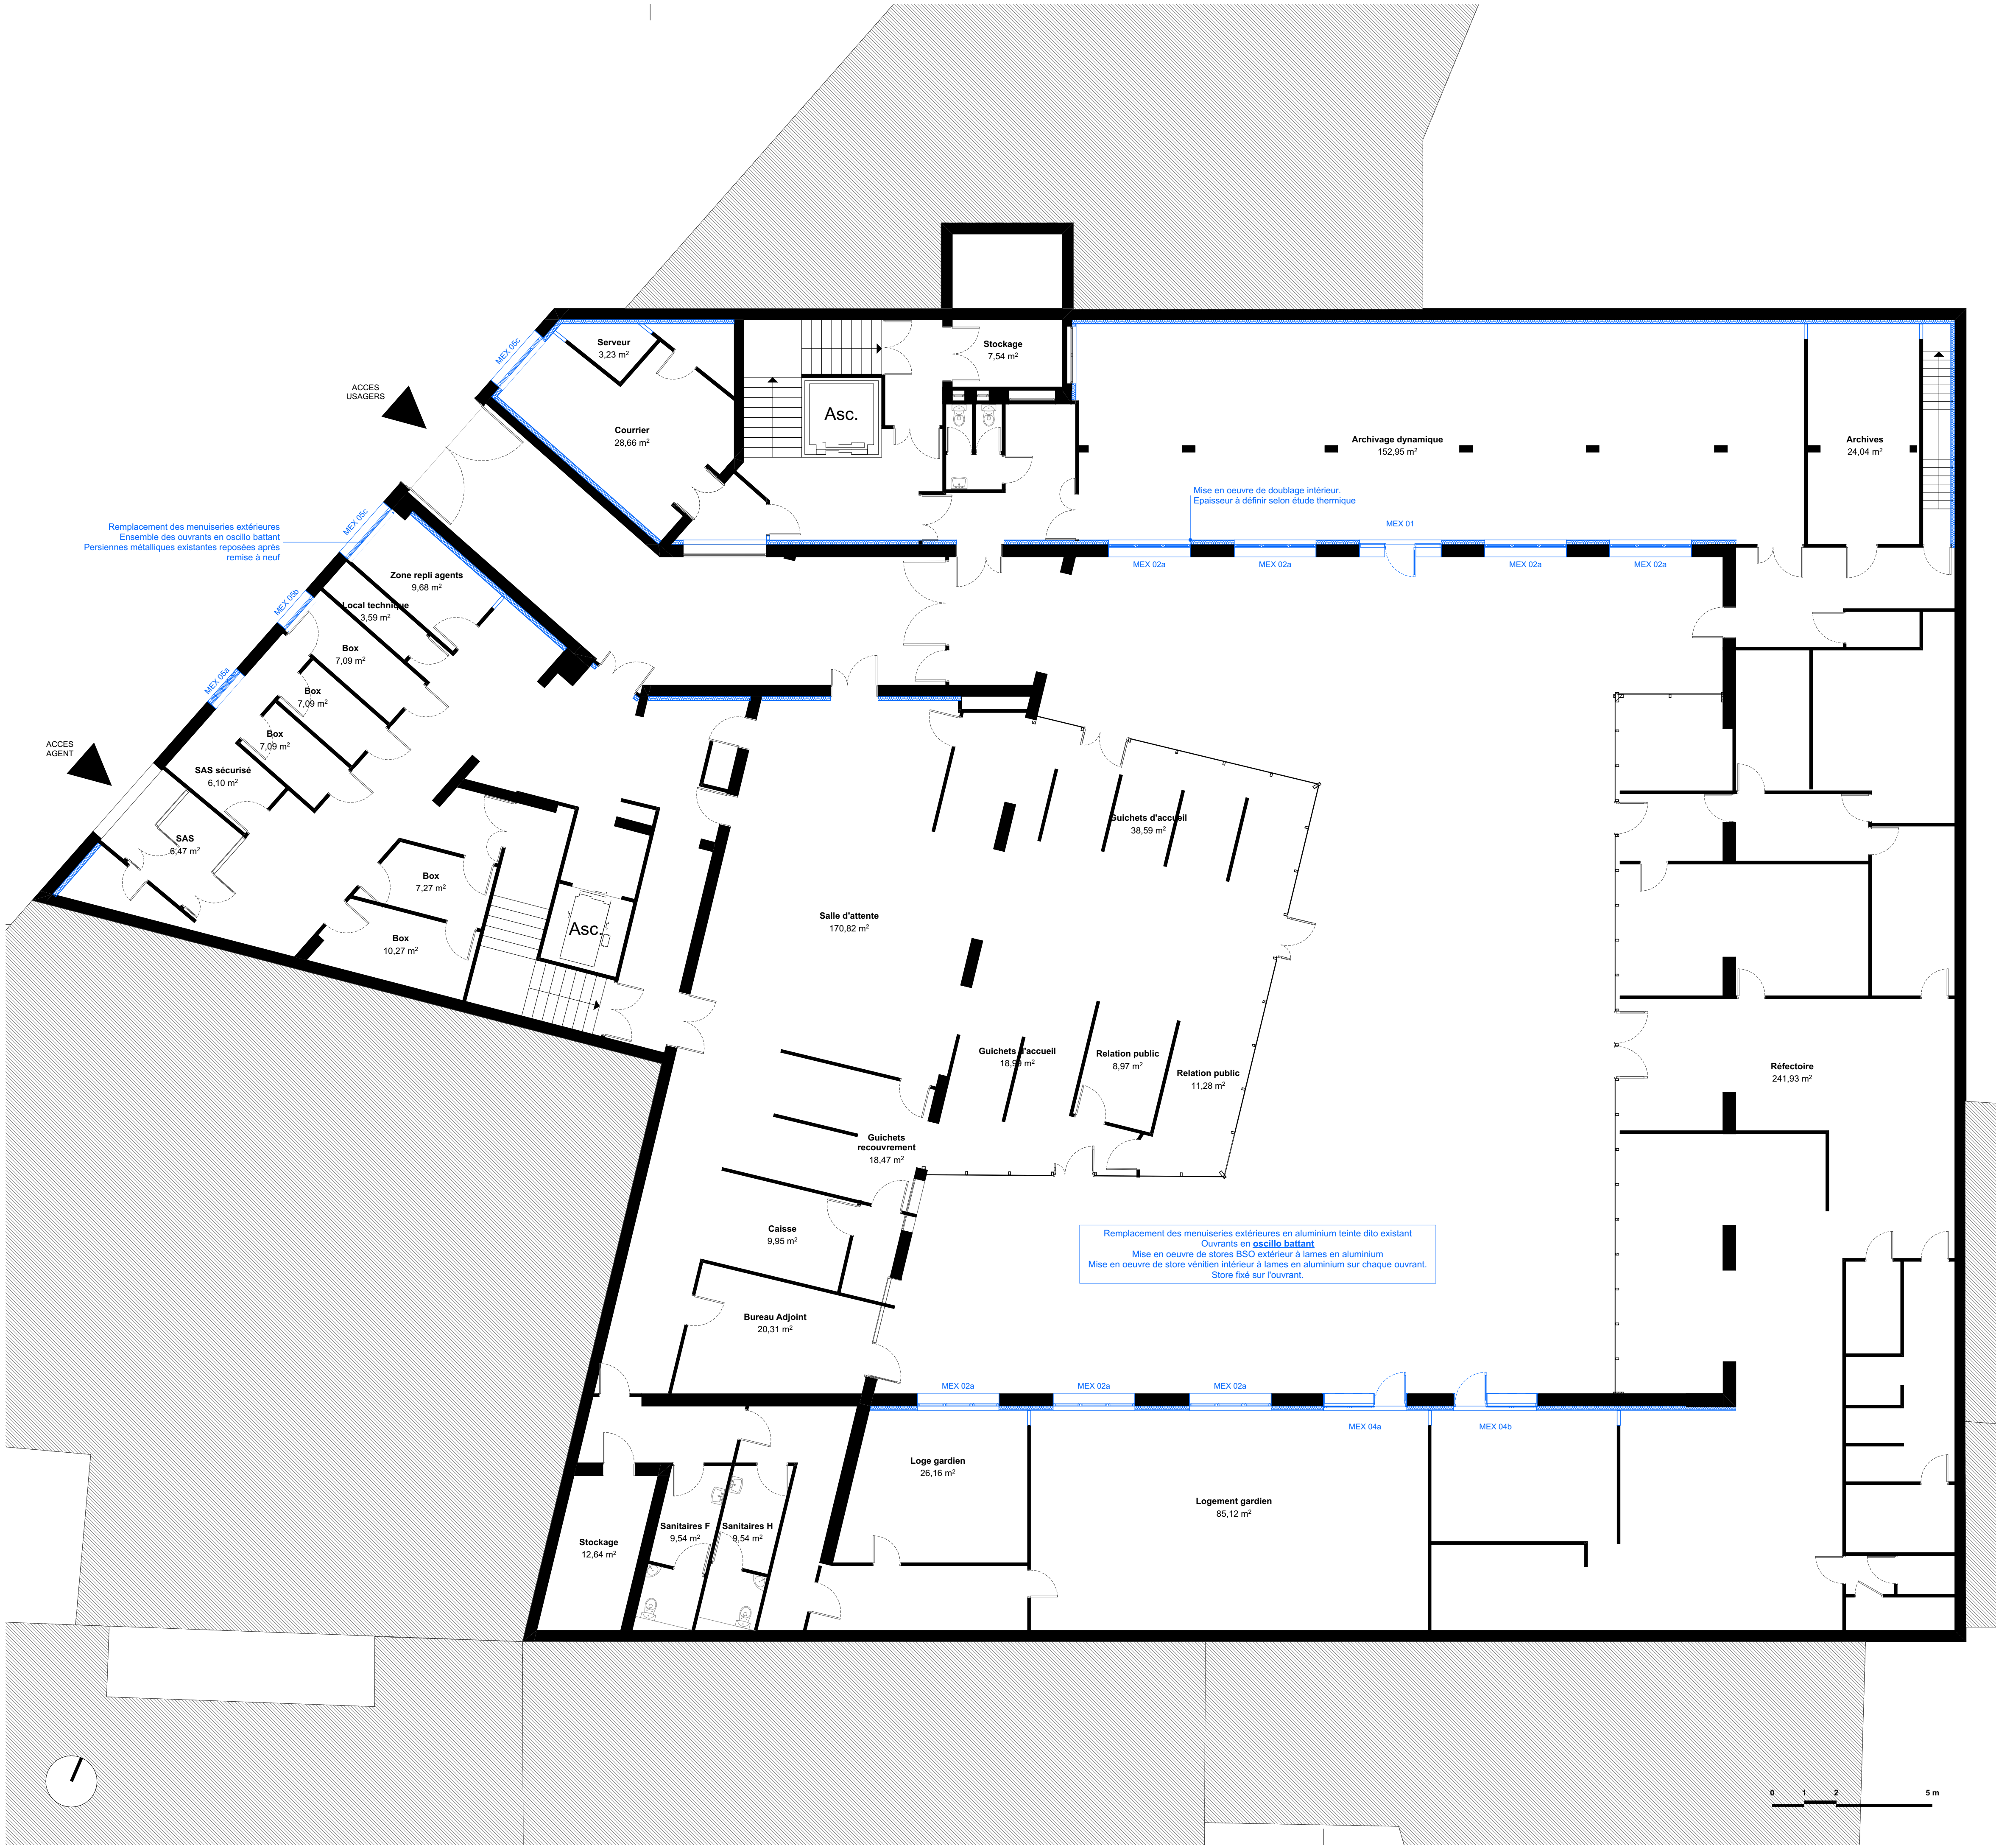 MEX 05c
Serveur
3,23 m²
Stockage
7,54 m²
ACCES
USAGERS
Asc.
Courrier
28,66 m²
Archivage dynamique
152,95 m²
Archives
24,04 m²
Mise en oeuvre de doublage intérieur.
Epaisseur à définir selon étude thermique
MEX 01
MEX 05c
Remplacement des menuiseries extérieures
Ensemble des ouvrants en oscillo battant
Persiennes métalliques existantes reposées après
remise à neuf
MEX 02a
MEX 02a
MEX 02a
MEX 02a
Zone repli agents
9,68 m²
MEX 05b
Local technique
3,59 m²
Box
7,09 m²
MEX 05a
Box
7,09 m²
Box
7,09 m²
ACCES
AGENT
SAS sécurisé
6,10 m²
SAS
6,47 m²
Guichets d'accueil
38,59 m²
Box
7,27 m²
Box
10,27 m²
Asc.
Salle d'attente
170,82 m²
Guichets d'accueil
18,99 m²
Relation public
8,97 m²
Relation public
11,28 m²
Réfectoire
241,93 m²
Guichets
recouvrement
18,47 m²
Caisse
9,95 m²
Remplacement des menuiseries extérieures en aluminium teinte dito existant
Ouvrants en oscillo battant
Mise en oeuvre de stores BSO extérieur à lames en aluminium
Mise en oeuvre de store vénitien intérieur à lames en aluminium sur chaque ouvrant.
Store fixé sur l'ouvrant.
Bureau Adjoint
20,31 m²
MEX 02a
MEX 02a
MEX 02a
MEX 04a
MEX 04b
Loge gardien
26,16 m²
Logement gardien
85,12 m²
Sanitaires F
9,54 m²
Sanitaires H
9,54 m²
Stockage
12,64 m²
0 1 2 5 m